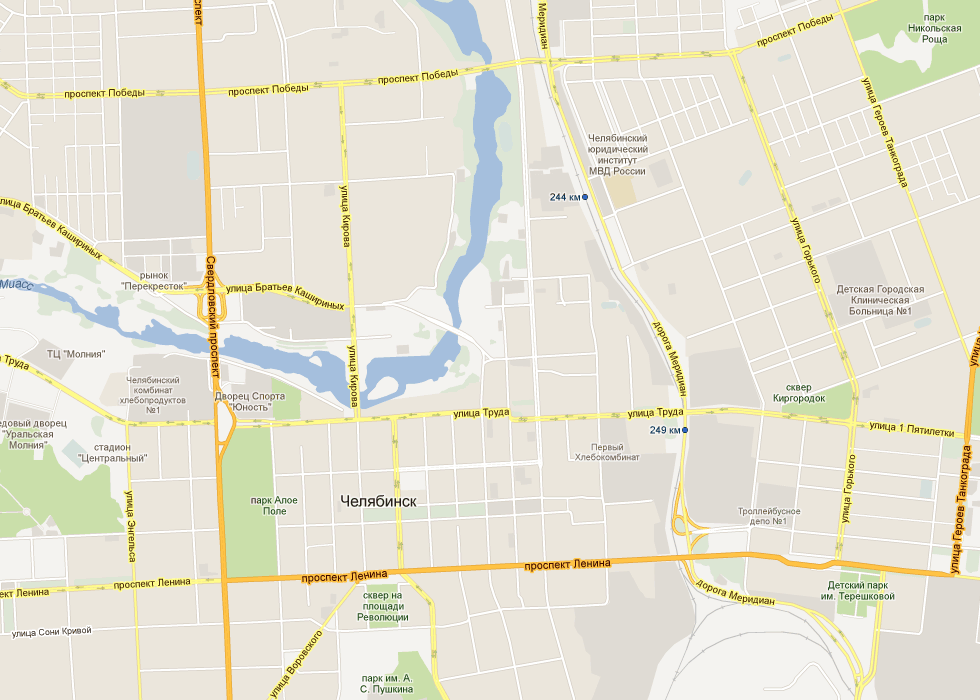 проспект
Меридиан
проспект Победы
парк
Никольская
Роща
проспект Победы
проспект Победы
проспект Победы
улица Героев Танкограда
Челябинский
юридический
институт
МВД России
244 км
улица Кирова
лица Братьев Кашириных
улица Горького
рынок
"Перекресток"
Свердловский проспект
улица Братьев Кашириных
Миасс
Детская Городская
Клиническая
Больница №1
дорога Меридиан
улица
ТЦ "Молния"
а Труда
улица Кирова
Челябинский
комбинат
хлебопродуктов
№1
Дворец Спорта
"Юность"
сквер
Киргородок
улица Труда
улица Труда
249 км
улица 1 Пятилетки
едовый дворец
"Уральская
Молния"
стадион
"Центральный"
Первый
Хлебокомбинат
улица Горького
улица Героев Танкограда
улица Энгельса
парк Алое
Поле
Челябинск
Троллейбусное
депо №1
проспект Ленина
проспект Ленина
ект Ленина
проспект Ленина
дорога Меридиан
Детский парк
им. Терешковой
сквер на
площади
Революции
улица Сони Кривой
улица Воровского
парк им. А.
С. Пушкина